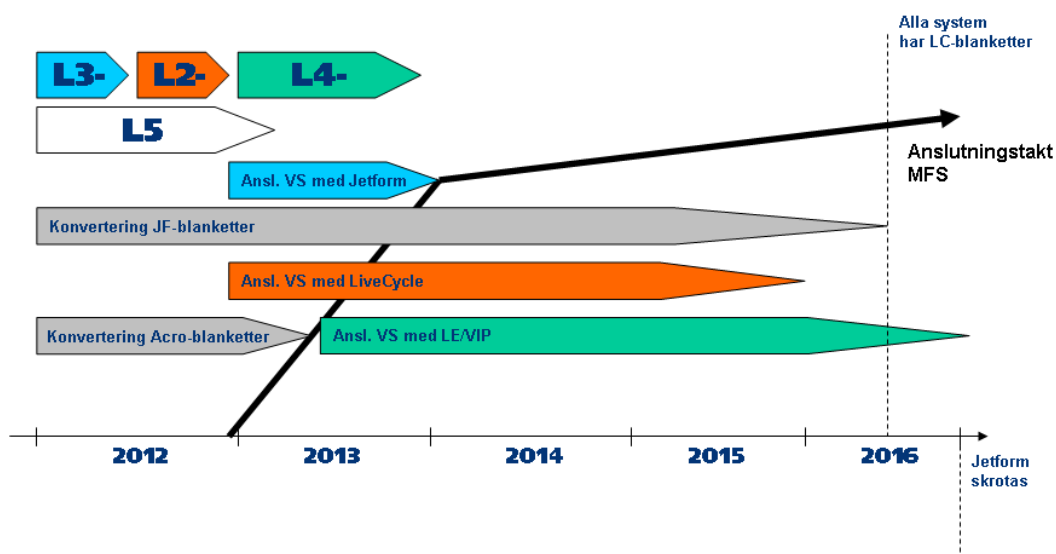 Alla system
har LC-blanketter
L3-
L2-
L4-
L5
Anslutningstakt
MFS
Ansl. VS med Jetform
Konvertering JF-blanketter
Ansl. VS med LiveCycle
Konvertering Acro-blanketter
Ansl. VS med LE/VIP
2012
2013
2014
2015
2016
Jetform
skrotas